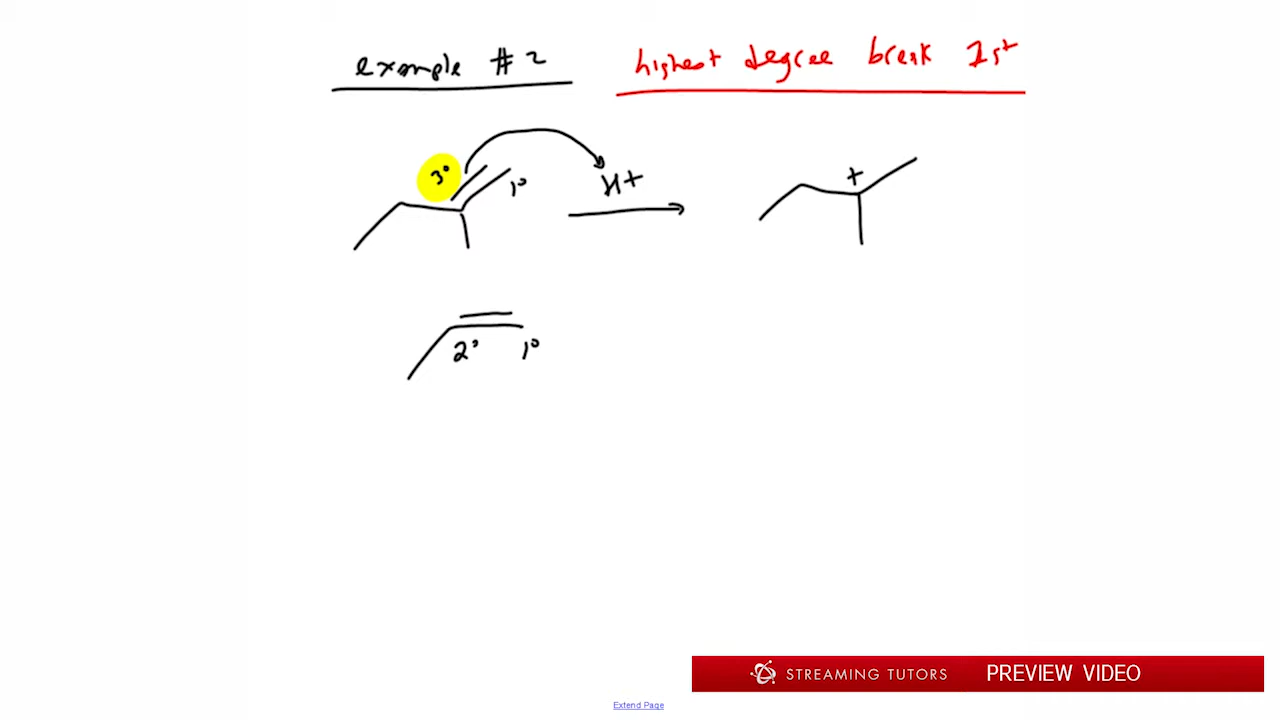 example #2
highest degree break 1st
3°
1°
H+
+
2° 1°
STREAMING TUTORS PREVIEW VIDEO
Extend Page